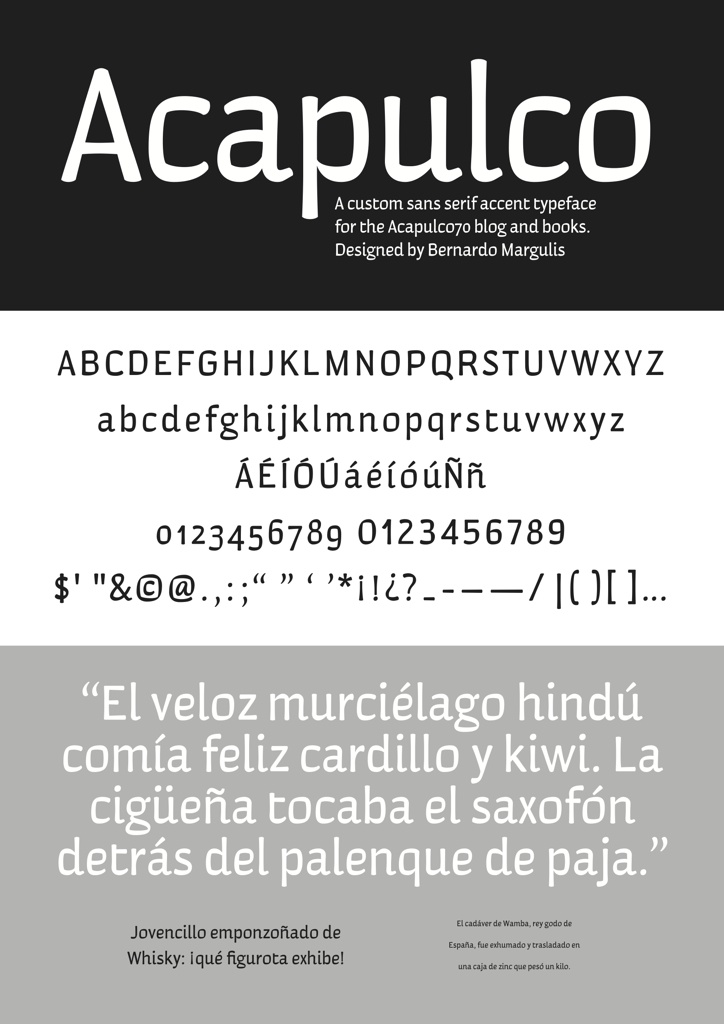 Acapulco
A custom sans serif accent typeface
for the Acapulco70 blog and books.
Designed by Bernardo Margulis
ABCDEFGHIJKLMNOPQRSTUVWXYZ
abcdefghijklmnopqrstuvwxyz
ÁÉÍÓÚáéíóúÑñ
0123456789 0123456789
$' "&©@.,:;“ ” ‘ ’*¡!¿?_-–—/|( )[ ]...
“El veloz murciélago hindú
comía feliz cardillo y kiwi. La
cigüeña tocaba el saxofón
detrás del palenque de paja.”
Jovencillo emponzoñado de
Whisky: ¡qué figurota exhibe!
El cadáver de Wamba, rey godo de
España, fue exhumado y trasladado en
una caja de zinc que pesó un kilo.